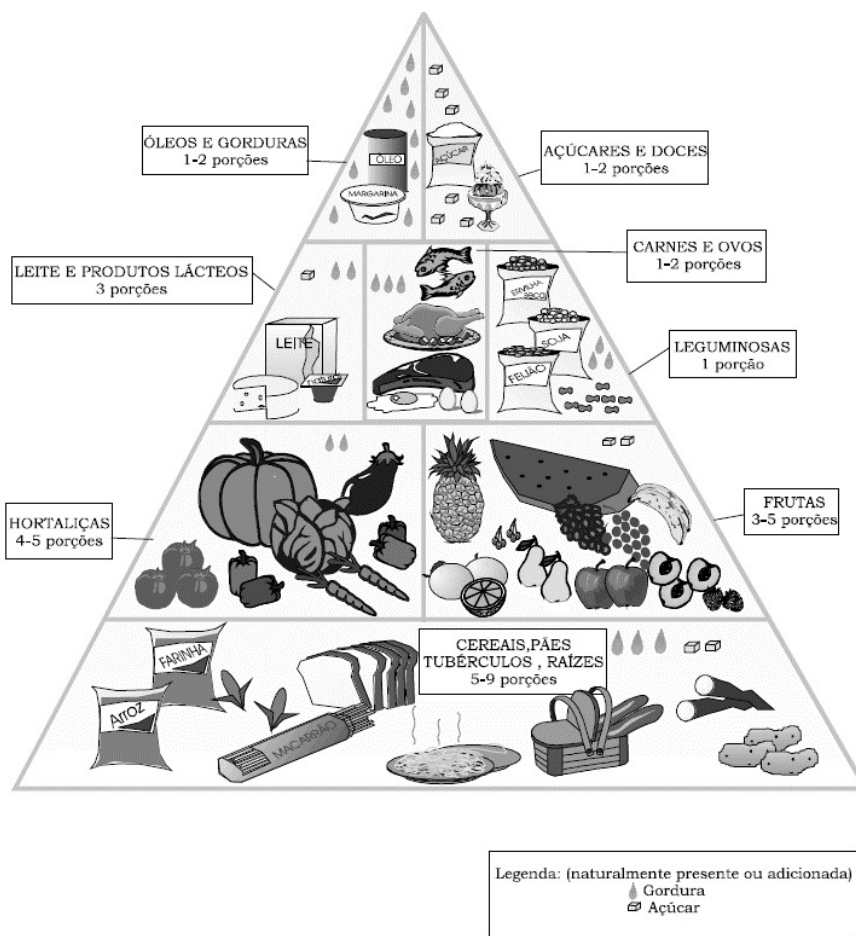 ÓLEOS E GORDURAS
1-2 porções
ÓLEO
MARGARINA
AÇÚCAR
AÇÚCARES E DOCES
1-2 porções
LEITE E PRODUTOS LÁCTEOS
3 porções
LEITE
CARNES E OVOS
1-2 porções
ERVILHA
SECA
SOJA
FEIJÃO
LEGUMINOSAS
1 porção
HORTALIÇAS
4-5 porções
FRUTAS
3-5 porções
CEREAIS,PÃES
TUBÉRCULOS , RAÍZES
5-9 porções
FARINHA
Arroz
MACARRÃO
Legenda: (naturalmente presente ou adicionada)
Gordura
Açúcar